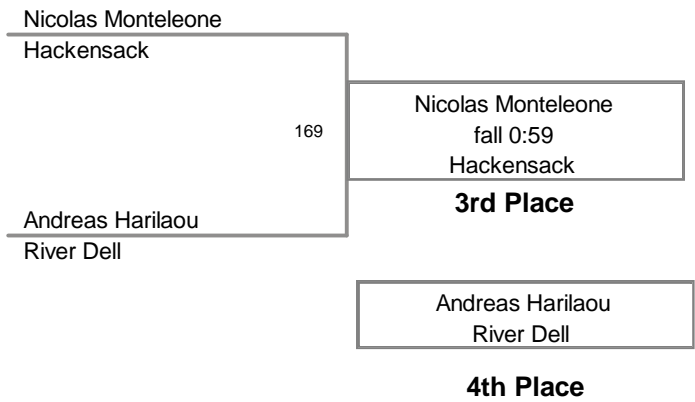 Nicolas Monteleone
Hackensack
169
Nicolas Monteleone
fall 0:59
Hackensack
3rd Place
Andreas Harilaou
River Dell
Andreas Harilaou
River Dell
4th Place